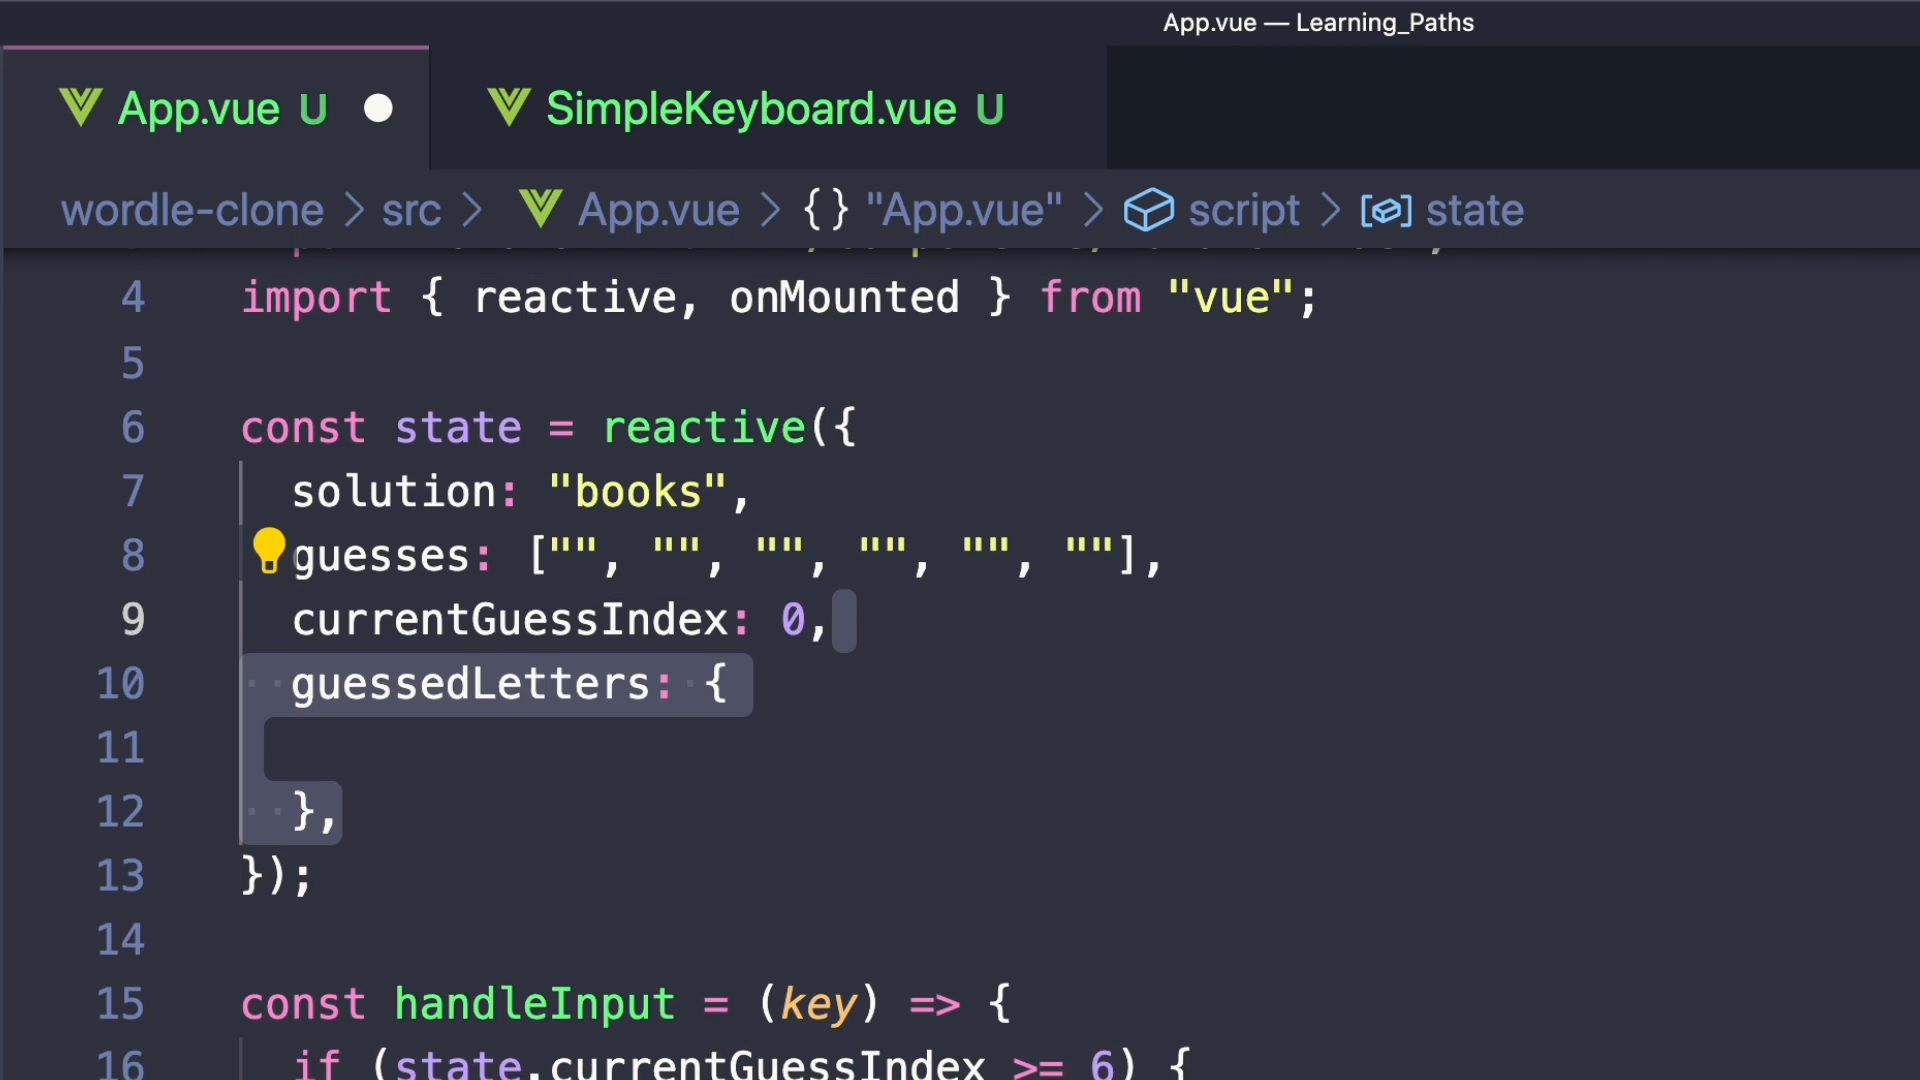 App.vue — Learning_Paths
App.vue U SimpleKeyboard.vue U
wordle-clone > src > App.vue > {} "App.vue" > script > state
4 import { reactive, onMounted } from "vue";
5
6 const state = reactive({
7 solution: "books",
8 guesses: ["", "", "", "", "", ""],
9 currentGuessIndex: 0,
10 guessedLetters: {
11
12 },
13 });
14
15 const handleInput = (key) => {
16 if (state.currentGuessIndex >= 6) {